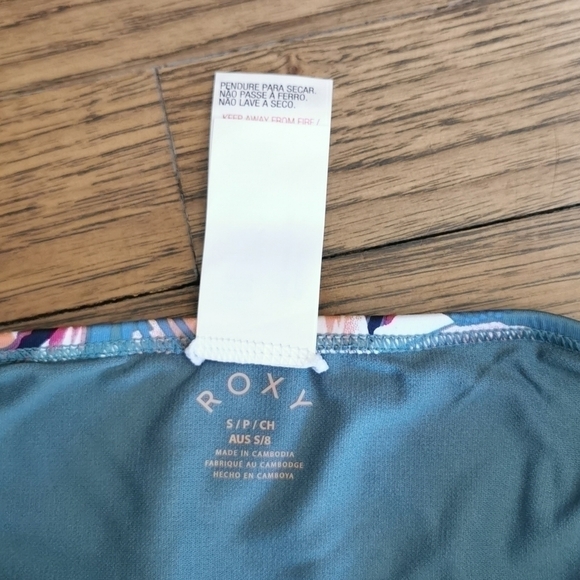 PENDURE PARA SECAR.
NÃO PASSE À FERRO.
NÃO LAVE A SECO.
KEEP AWAY FROM FIRE /
ROXY
S / P / CH
AUS S/8
MADE IN CAMBODIA
FABRIQUÉ AU CAMBODGE
HECHO EN CAMBOYA